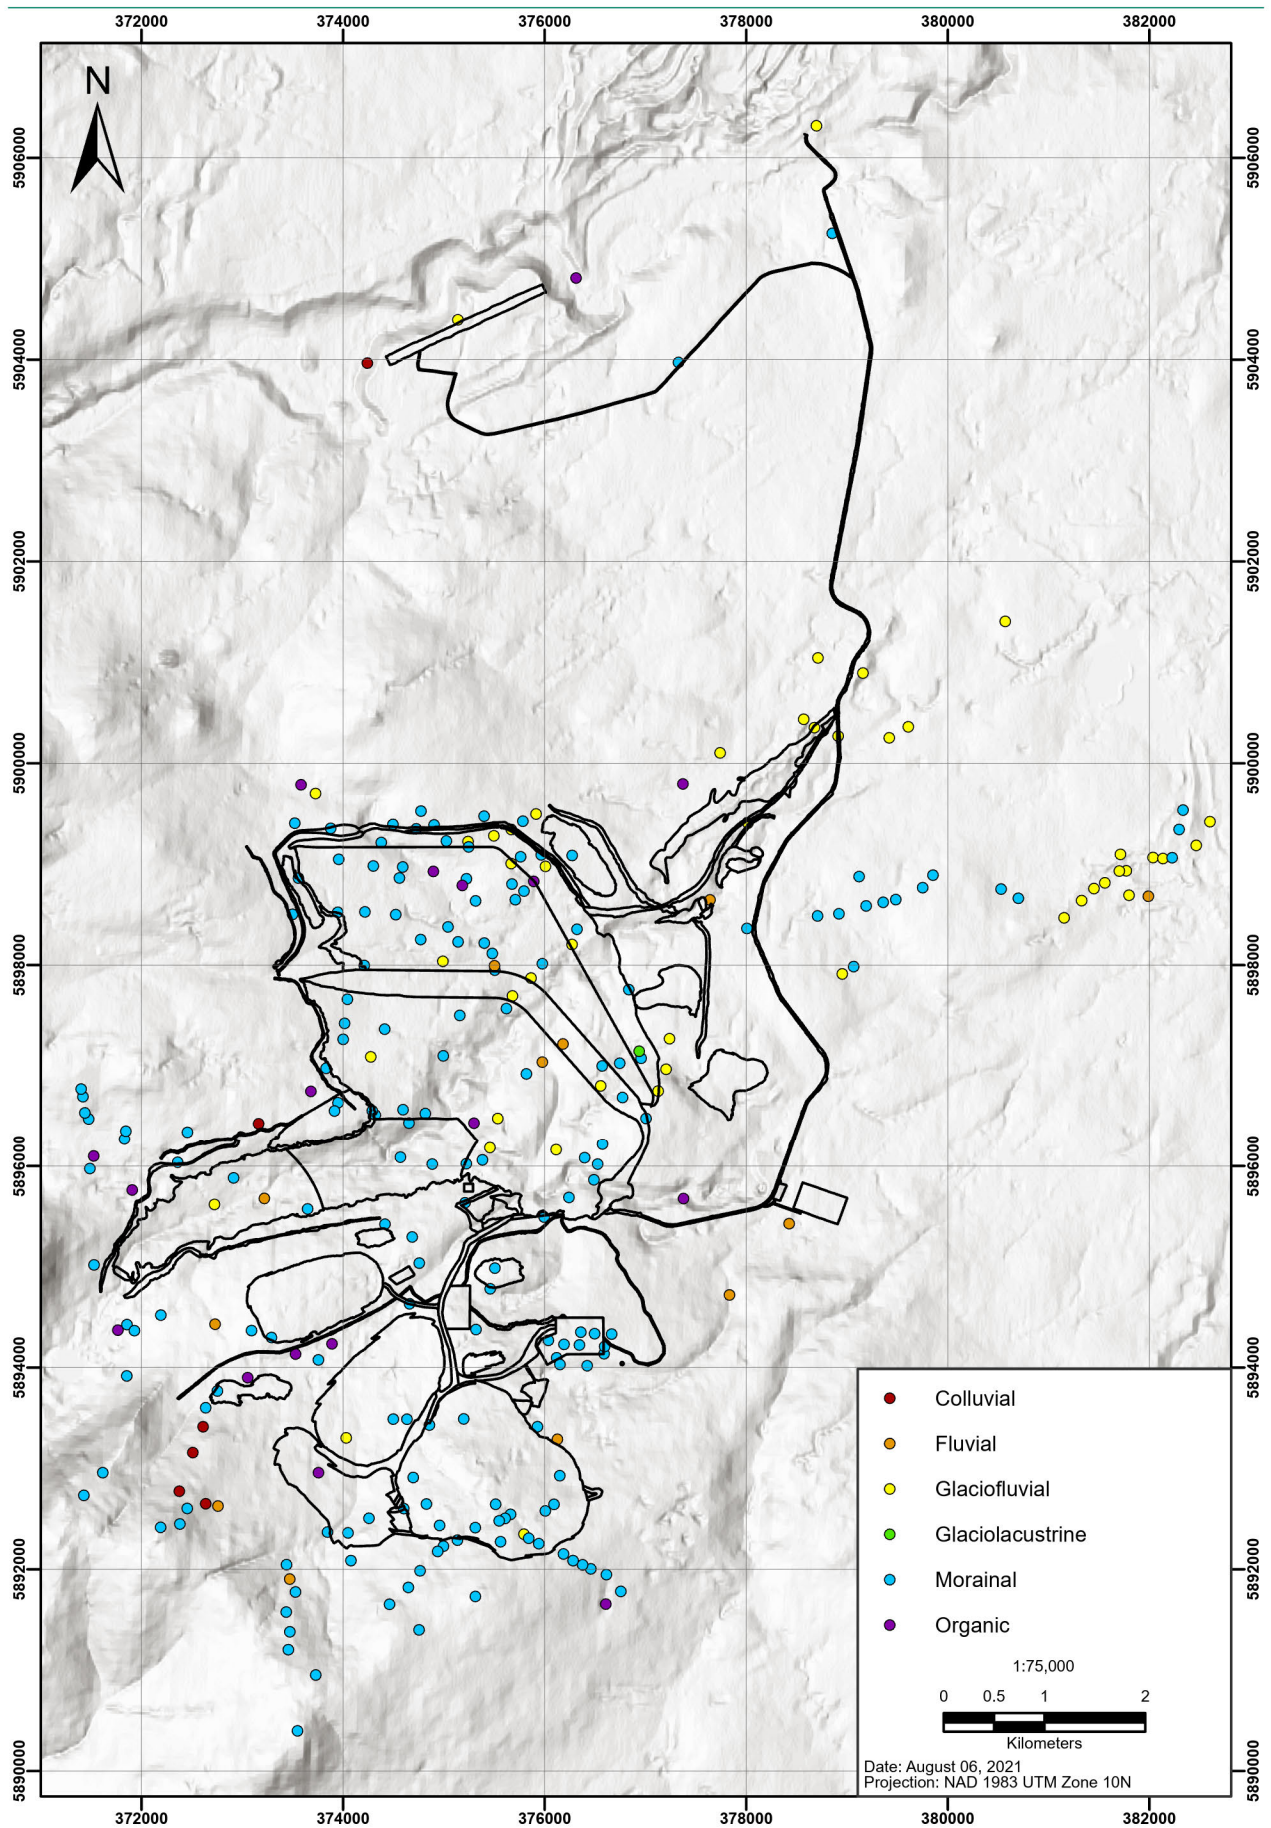 372000 374000 376000 378000 380000 382000
N
5906000 5906000
5904000 5904000
5902000 5902000
5900000 5900000
5898000 5898000
5896000 5896000
5894000 5894000
Colluvial
Fluvial
Glaciofluvial
Glaciolacustrine
Morainal
Organic
5892000 5892000
1:75,000
0 0.5 1 2
Kilometers
5890000 5890000
Date: August 06, 2021
Projection: NAD 1983 UTM Zone 10N
372000 374000 376000 378000 380000 382000